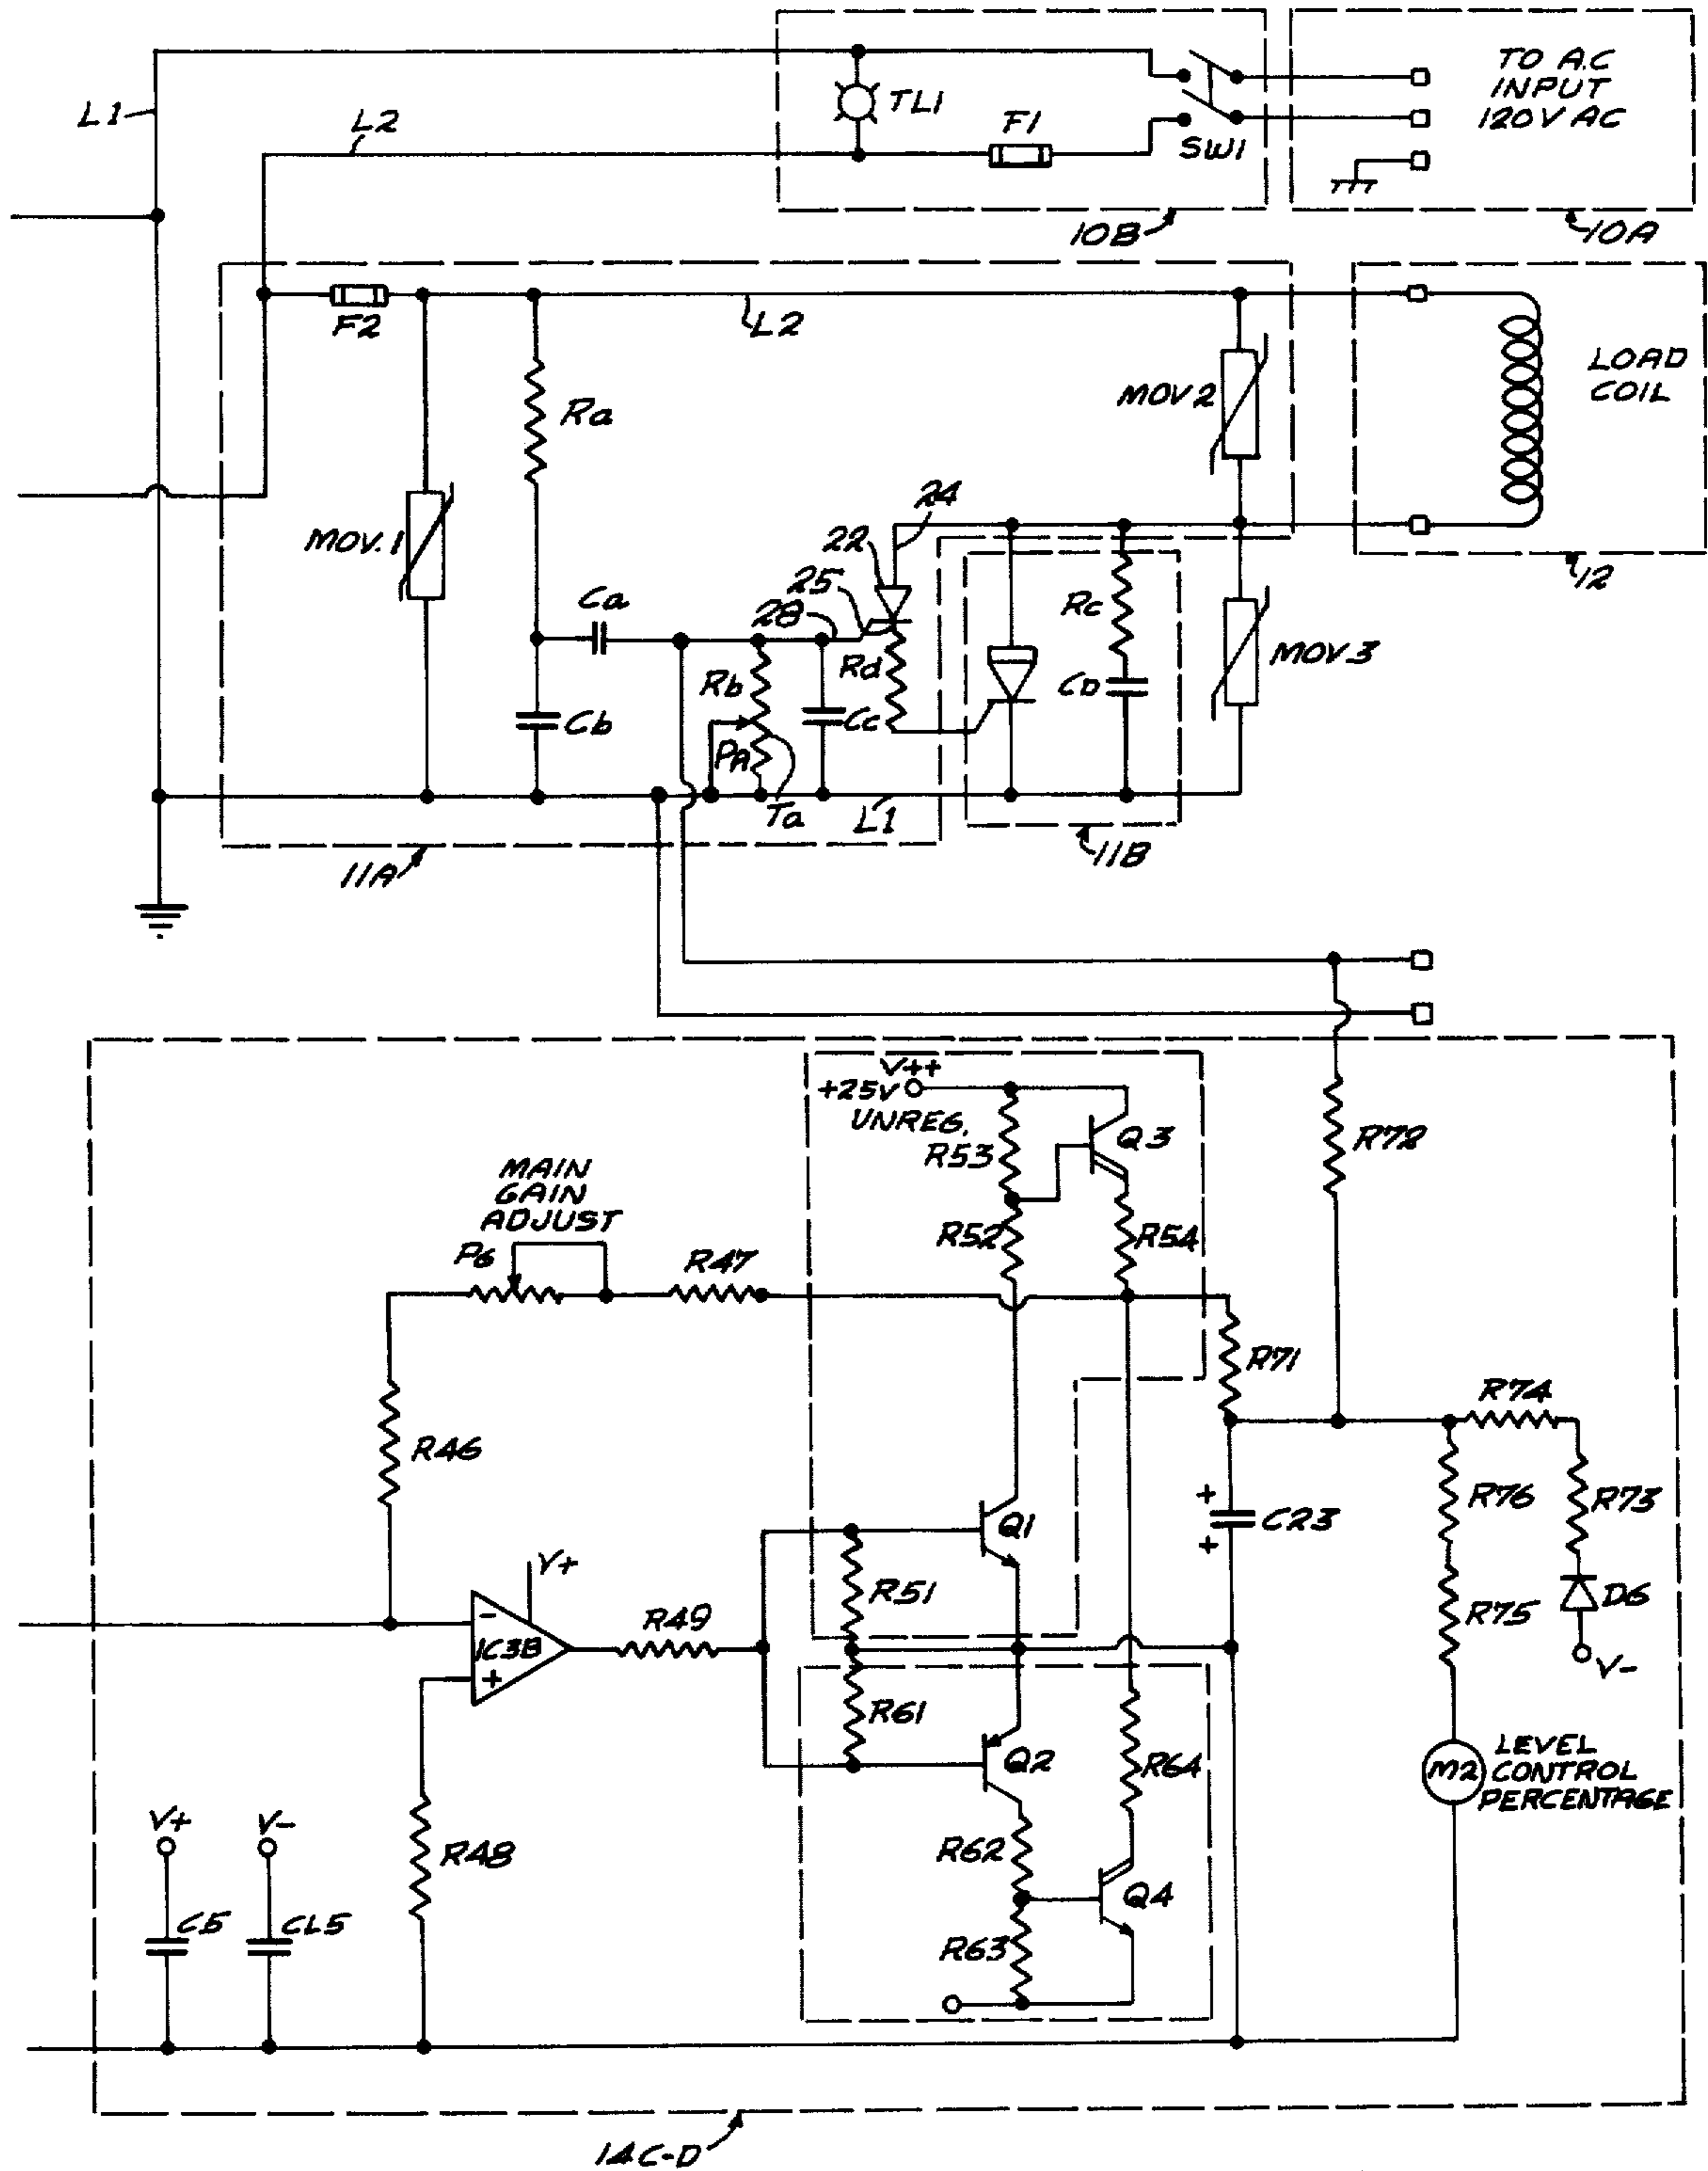 TO A.C
INPUT
120V AC
TL1
L1
L2
F1
SW1
10B
10A
F2
L2
LOAD
COIL
MOV2
Ra
24
MOV.1
22
12
25
Ca
28
Rc
Rd
MOV3
Rb
CD
Cb
Cc
PA
Ta
L1
11B
11A
V++
+25V
UNREG.
Q3
R53
R72
MAIN
GAIN
ADJUST
R52
R54
P6
R47
R71
R74
R46
R76
R73
+
C23
Q1
+
V+
R51
D6
R49
R75
-
IC3B
V-
+
R61
LEVEL
Q2
R64
M2
CONTROL
PERCENTAGE
V+
V-
R48
R62
Q4
C5
CL5
R63
14C-D